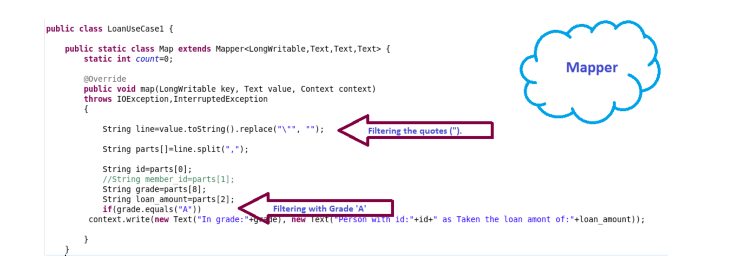 public class LoanUseCase1 {
public static class Map extends Mapper<LongWritable,Text,Text,Text> {
static int count=0;
Mapper
@Override
public void map(LongWritable key, Text value, Context context)
throws IOException,InterruptedException
{
String line=value.toString().replace("\"", "");
Filtering the quotes (").
String parts[]=line.split(",");
String id=parts[0];
//String member_id=parts[1];
String grade=parts[8];
String loan_amount=parts[2];
if(grade.equals("A"))
Filtering with Grade 'A'
context.write(new Text("In grade:"+grade), new Text("Person with id:"+id+" as Taken the loan amont of:"+loan_amount));
}
}